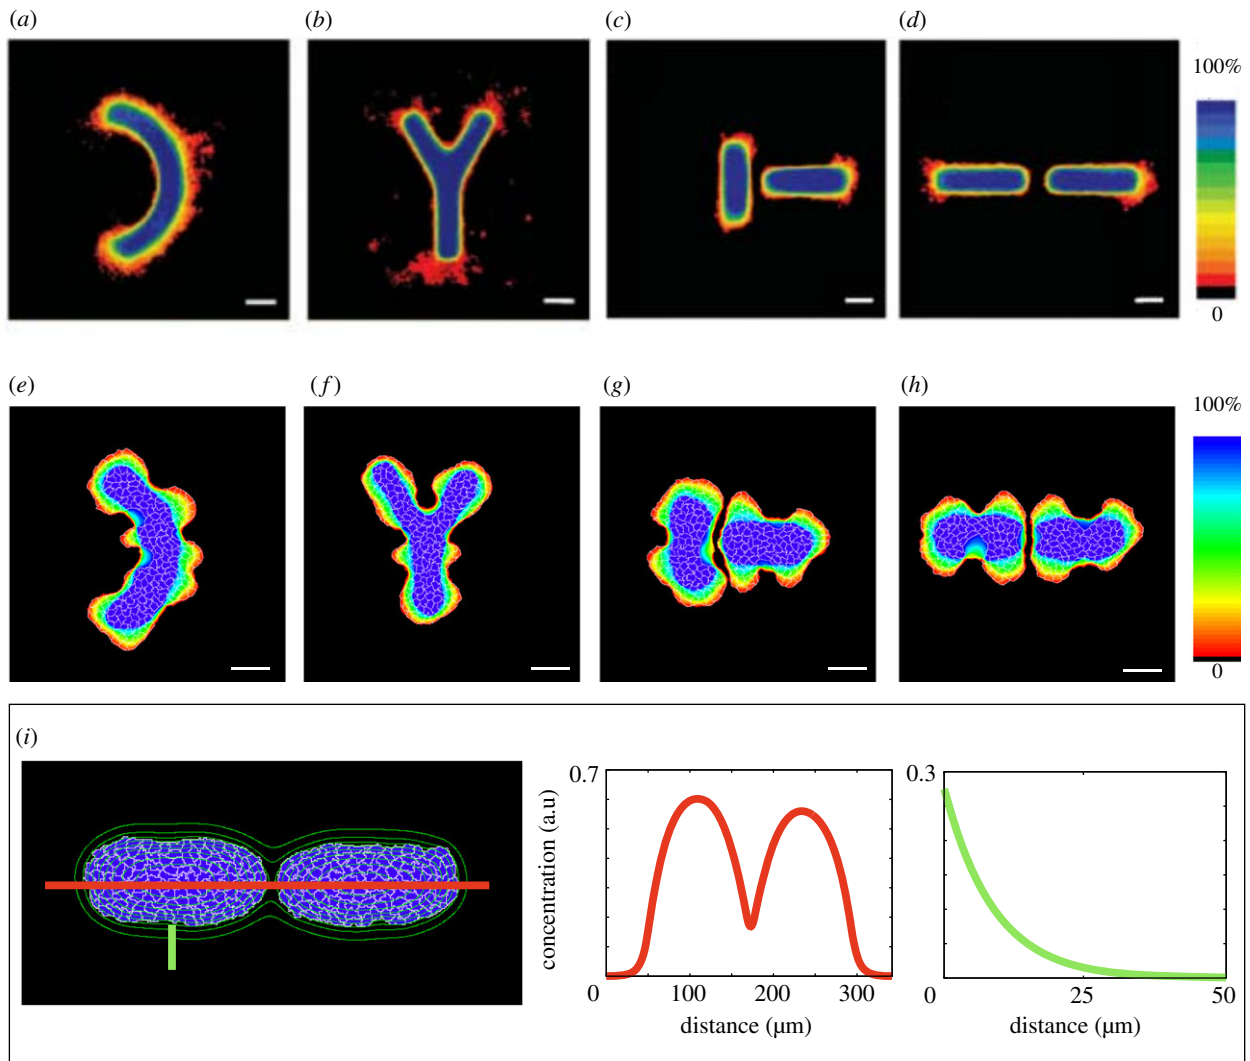 (a) (b) (c) (d)
100%
0
(e) (f) (g) (h)
100%
0
(i)
0.7
concentration (a.u)
0 100 200 300
distance (μm)
0.3
0 25 50
distance (μm)